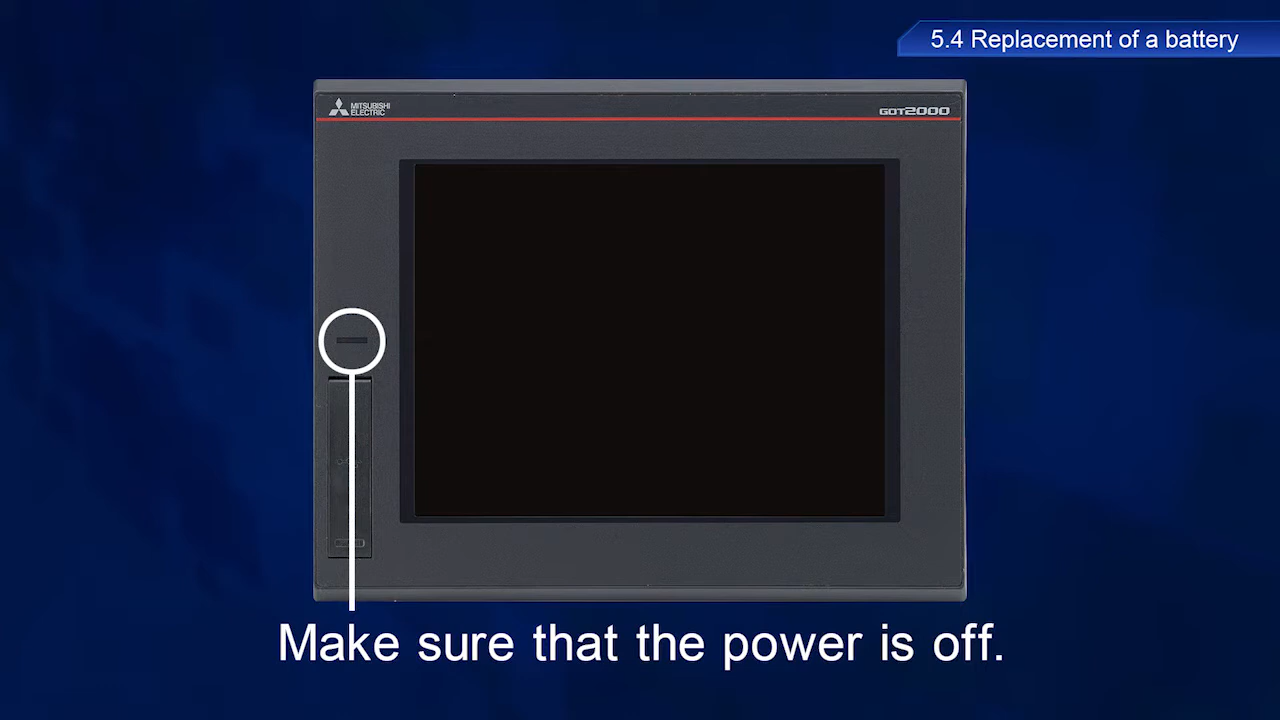 5.4 Replacement of a battery
MITSUBISHI
ELECTRIC
GOT2000
Make sure that the power is off.